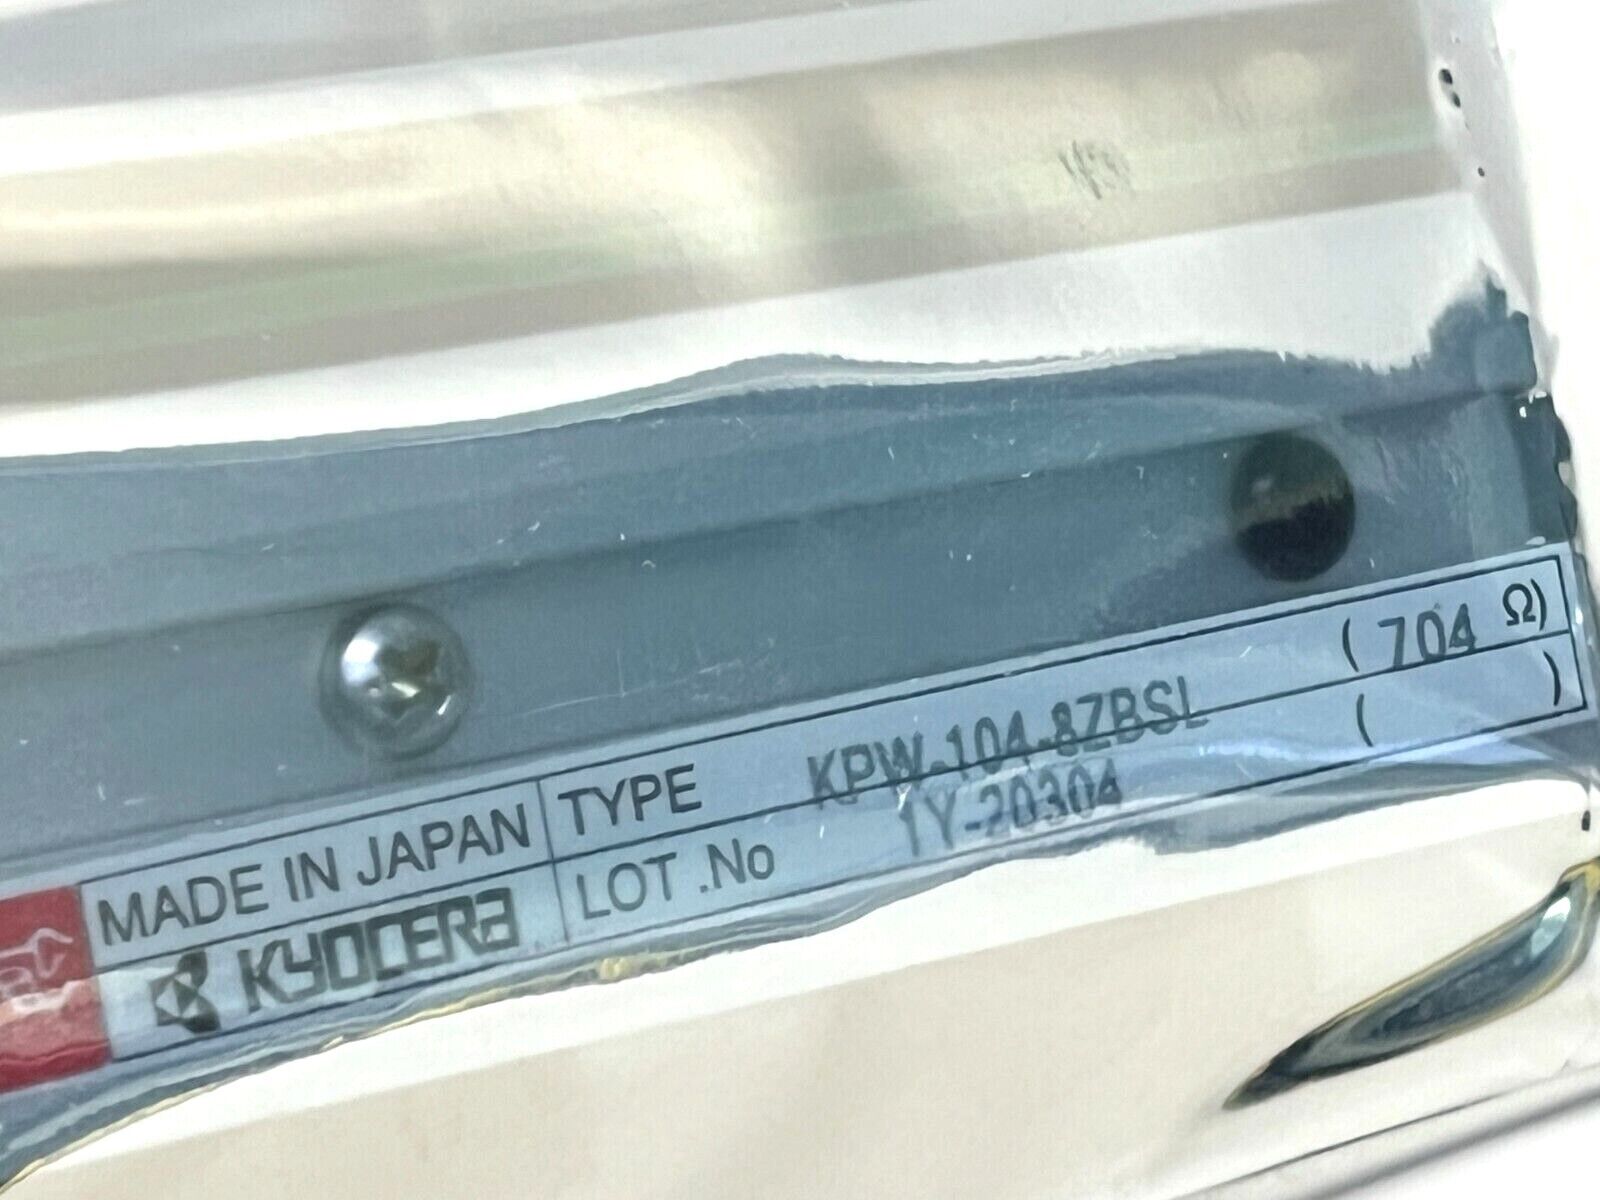 MADE IN JAPAN
KYOCERA
TYPE KPW-104-8ZBSL ( 704 Ω)
LOT .No 1Y-20304 ( )